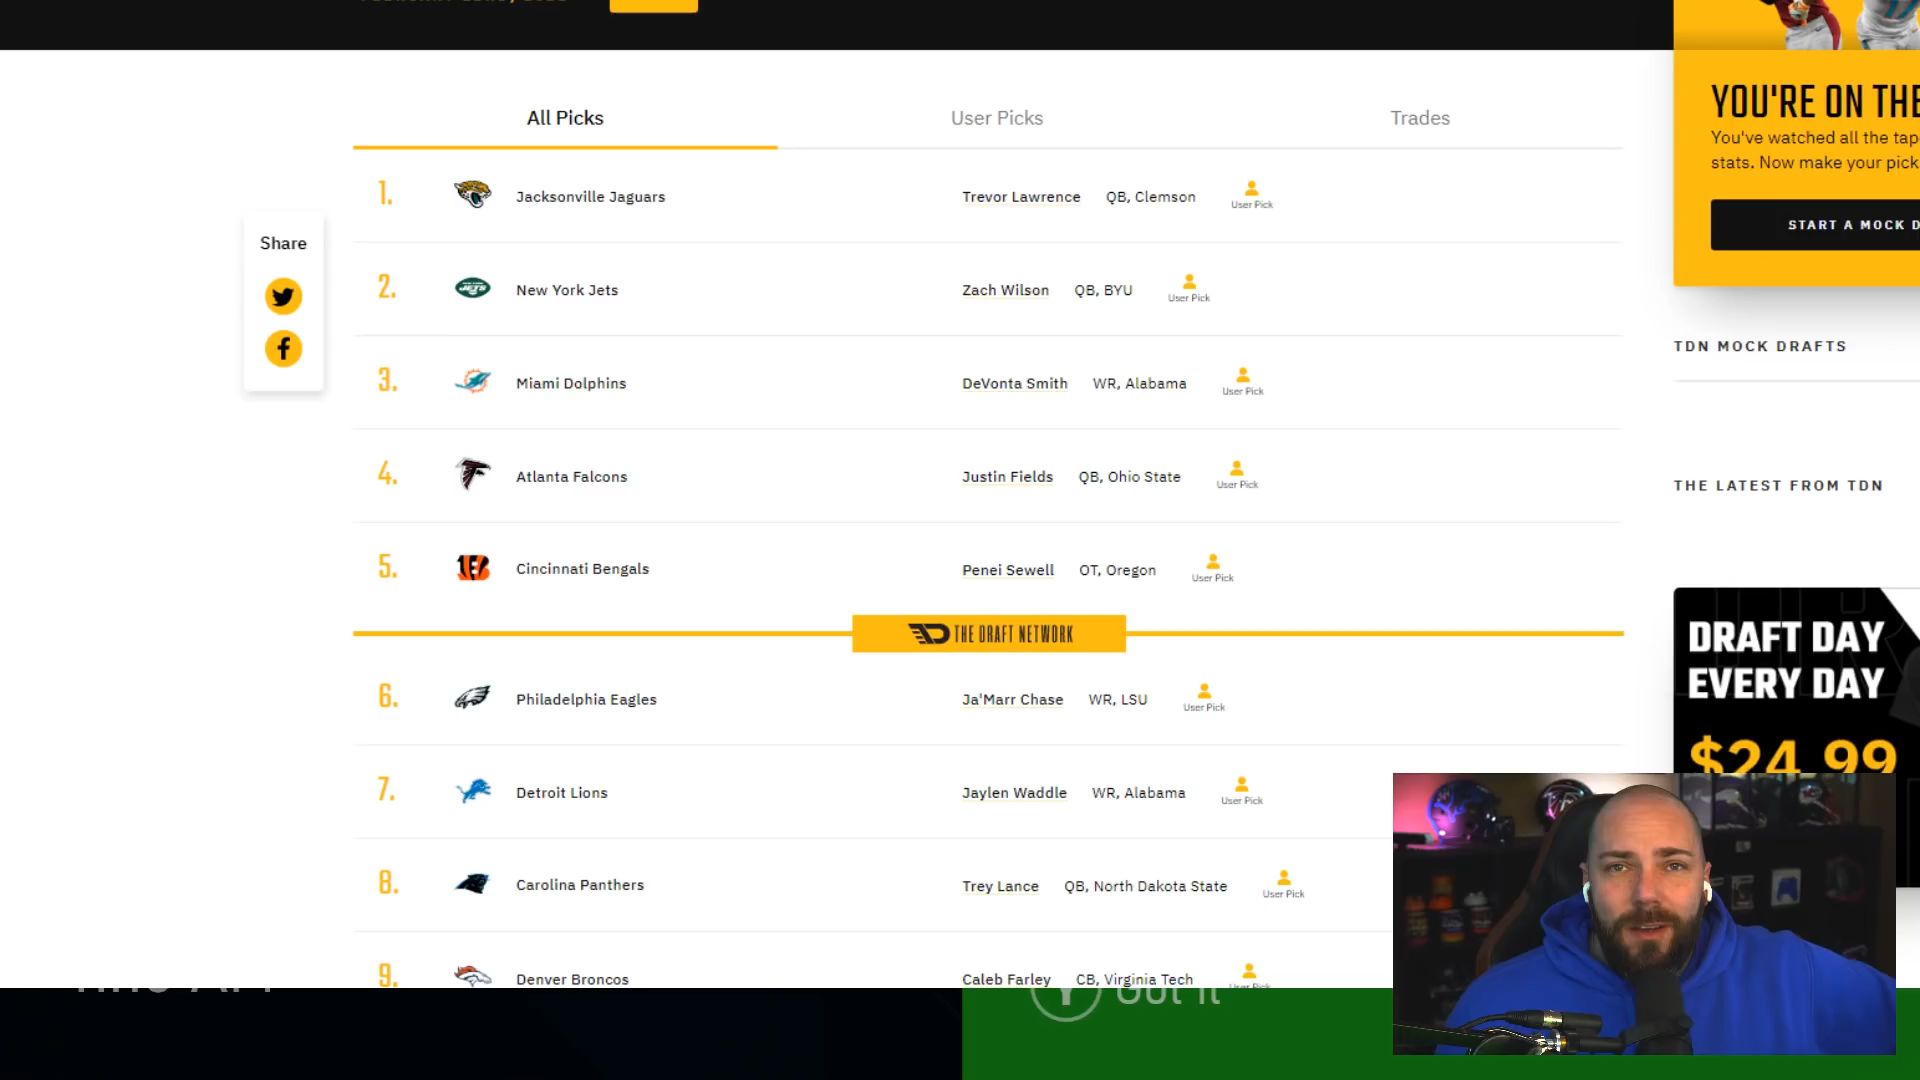 All Picks
User Picks
Trades
1.
Jacksonville Jaguars
Trevor Lawrence
QB, Clemson
User Pick
2.
New York Jets
Zach Wilson
QB, BYU
User Pick
3.
Miami Dolphins
DeVonta Smith
WR, Alabama
User Pick
4.
Atlanta Falcons
Justin Fields
QB, Ohio State
User Pick
5.
Cincinnati Bengals
Penei Sewell
OT, Oregon
User Pick
THE DRAFT NETWORK
6.
Philadelphia Eagles
Ja'Marr Chase
WR, LSU
User Pick
7.
Detroit Lions
Jaylen Waddle
WR, Alabama
User Pick
8.
Carolina Panthers
Trey Lance
QB, North Dakota State
User Pick
9.
Denver Broncos
Caleb Farley
CB, Virginia Tech
User Pick
Share
YOU'RE ON THE
You've watched all the tap
stats. Now make your pick
START A MOCK D
TDN MOCK DRAFTS
THE LATEST FROM TDN
DRAFT DAY
EVERY DAY
$24.99
Got it